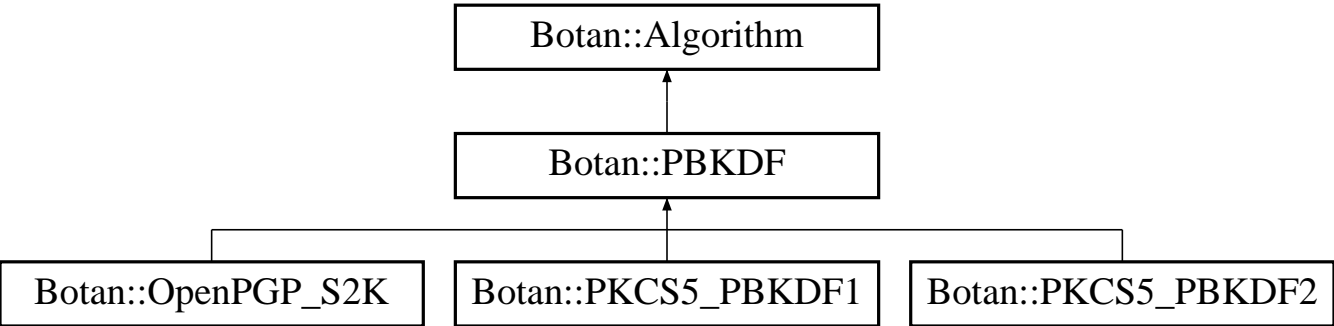 Botan::Algorithm
Botan::PBKDF
Botan::OpenPGP_S2K
Botan::PKCS5_PBKDF1
Botan::PKCS5_PBKDF2